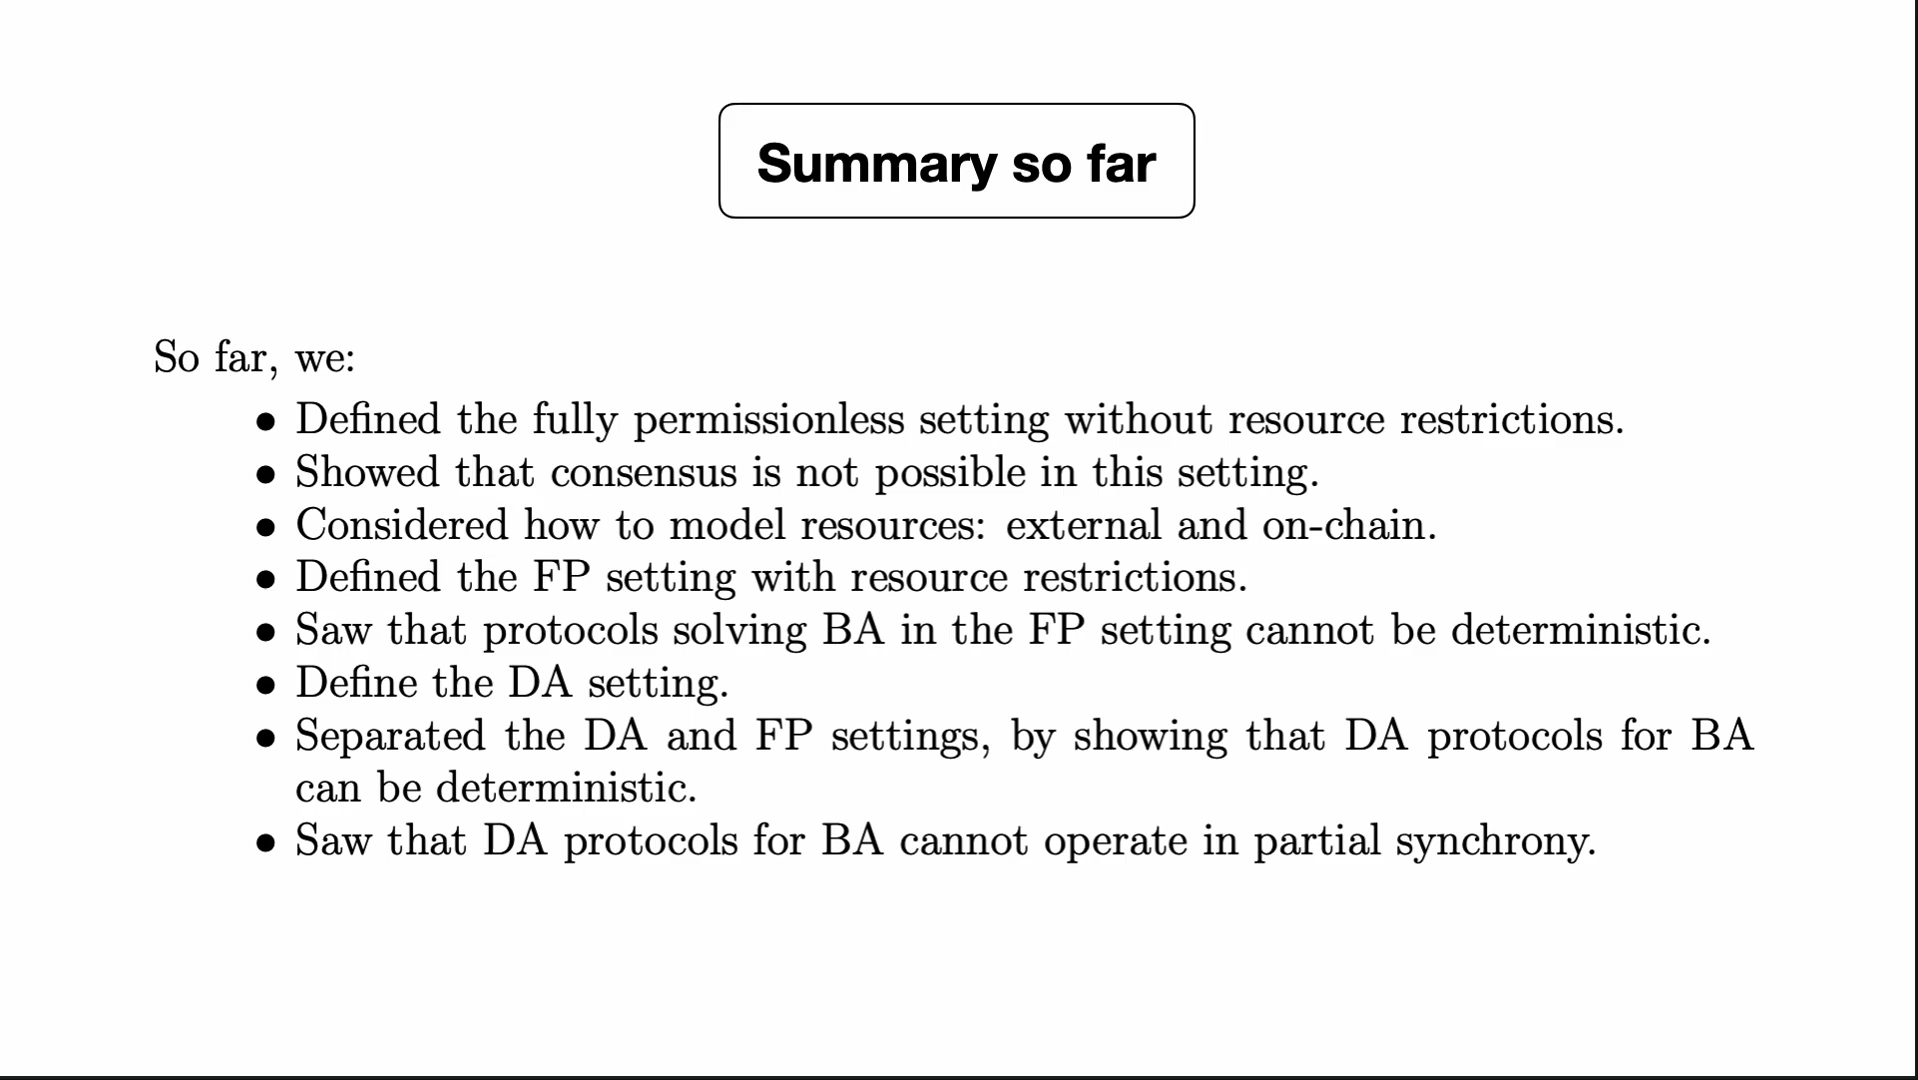 Summary so far
So far, we:
• Defined the fully permissionless setting without resource restrictions.
• Showed that consensus is not possible in this setting.
• Considered how to model resources: external and on-chain.
• Defined the FP setting with resource restrictions.
• Saw that protocols solving BA in the FP setting cannot be deterministic.
• Define the DA setting.
• Separated the DA and FP settings, by showing that DA protocols for BA
can be deterministic.
• Saw that DA protocols for BA cannot operate in partial synchrony.